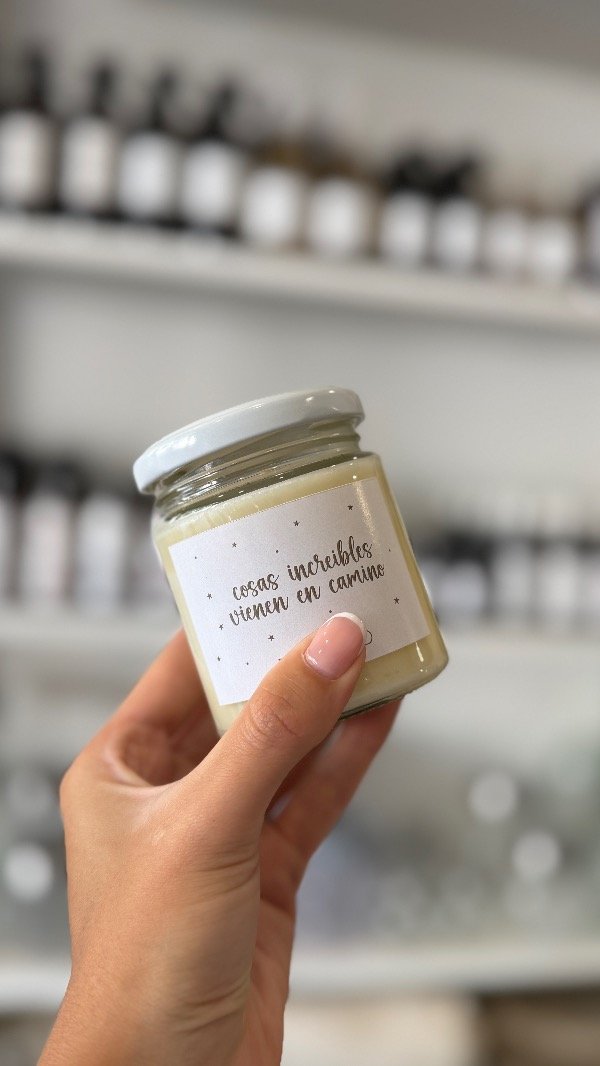 cosas increibles
vienen en camino